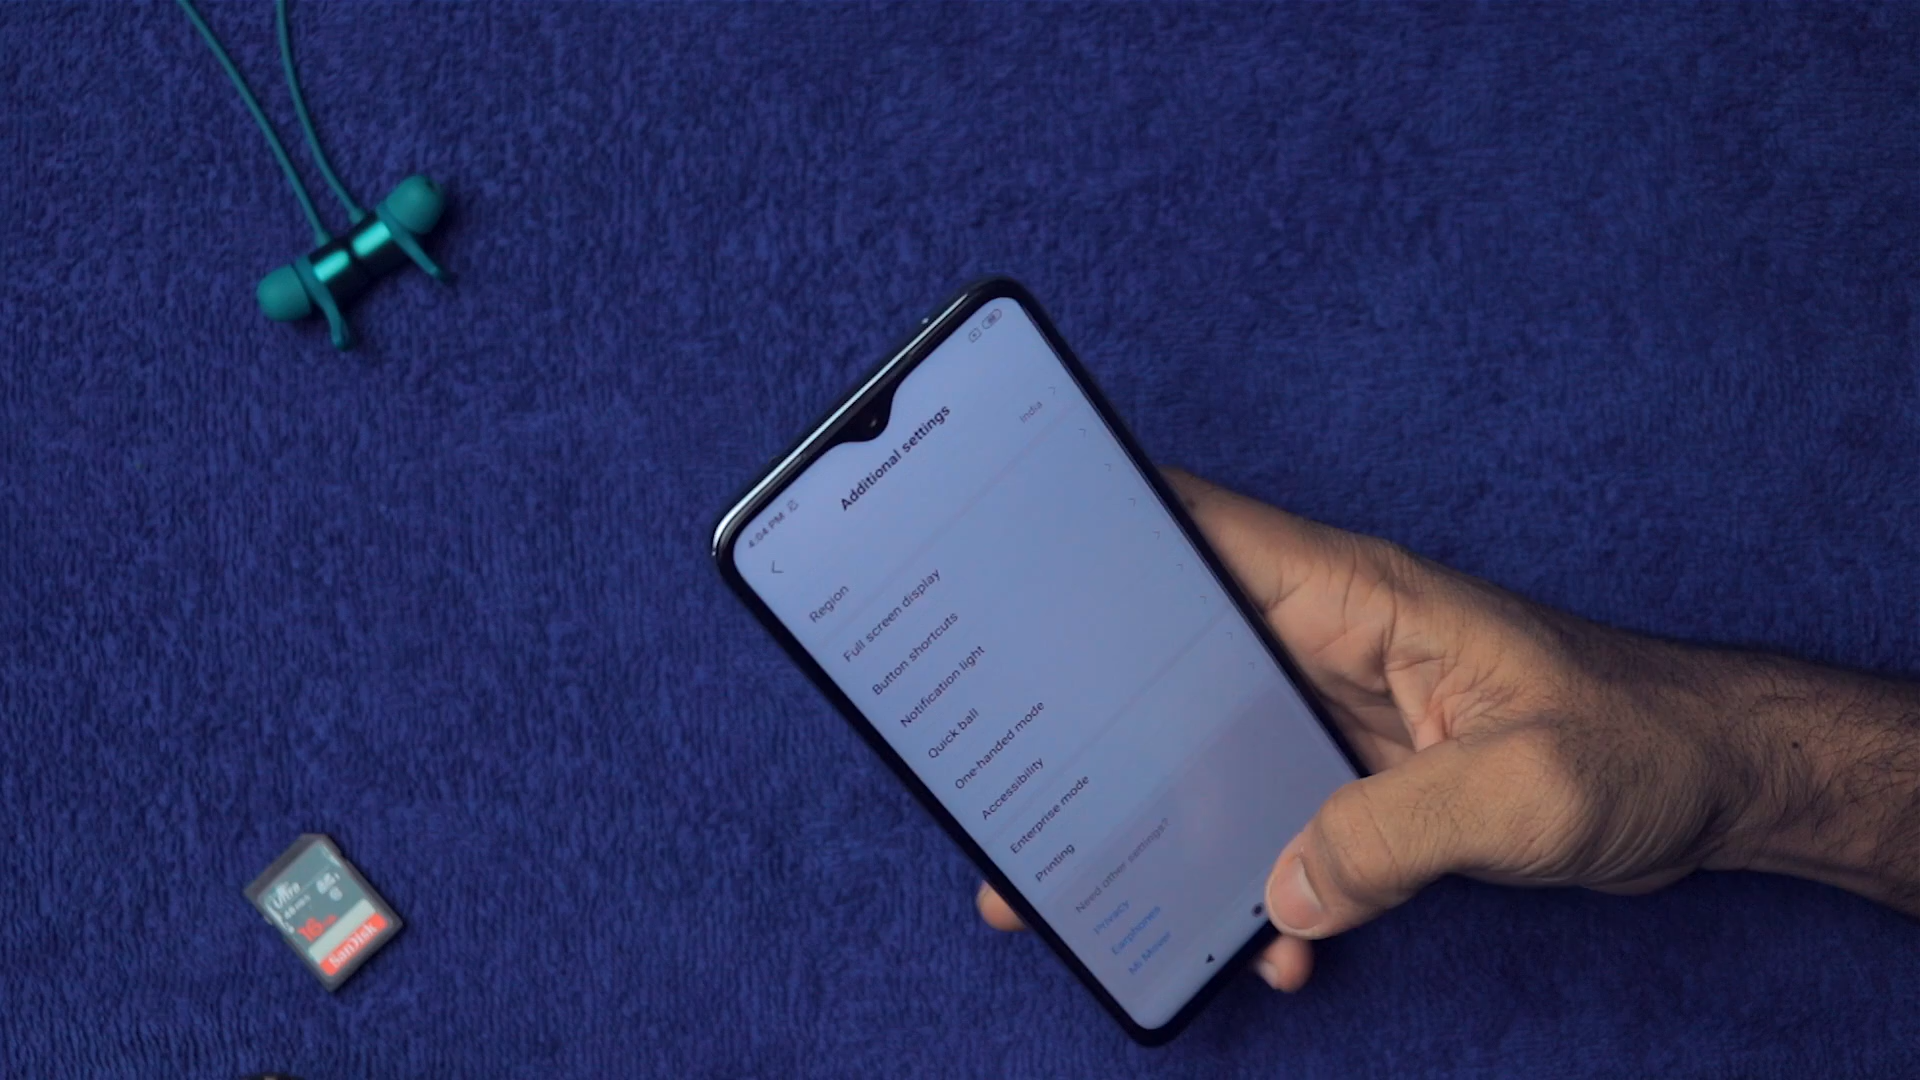 4:04 PM
Additional settings
Region
India
Full screen display
Button shortcuts
Notification light
Quick ball
One-handed mode
Accessibility
Enterprise mode
Printing
Need other settings?
Privacy
Earphones
Mi Mover
Ultra
16
SanDisk